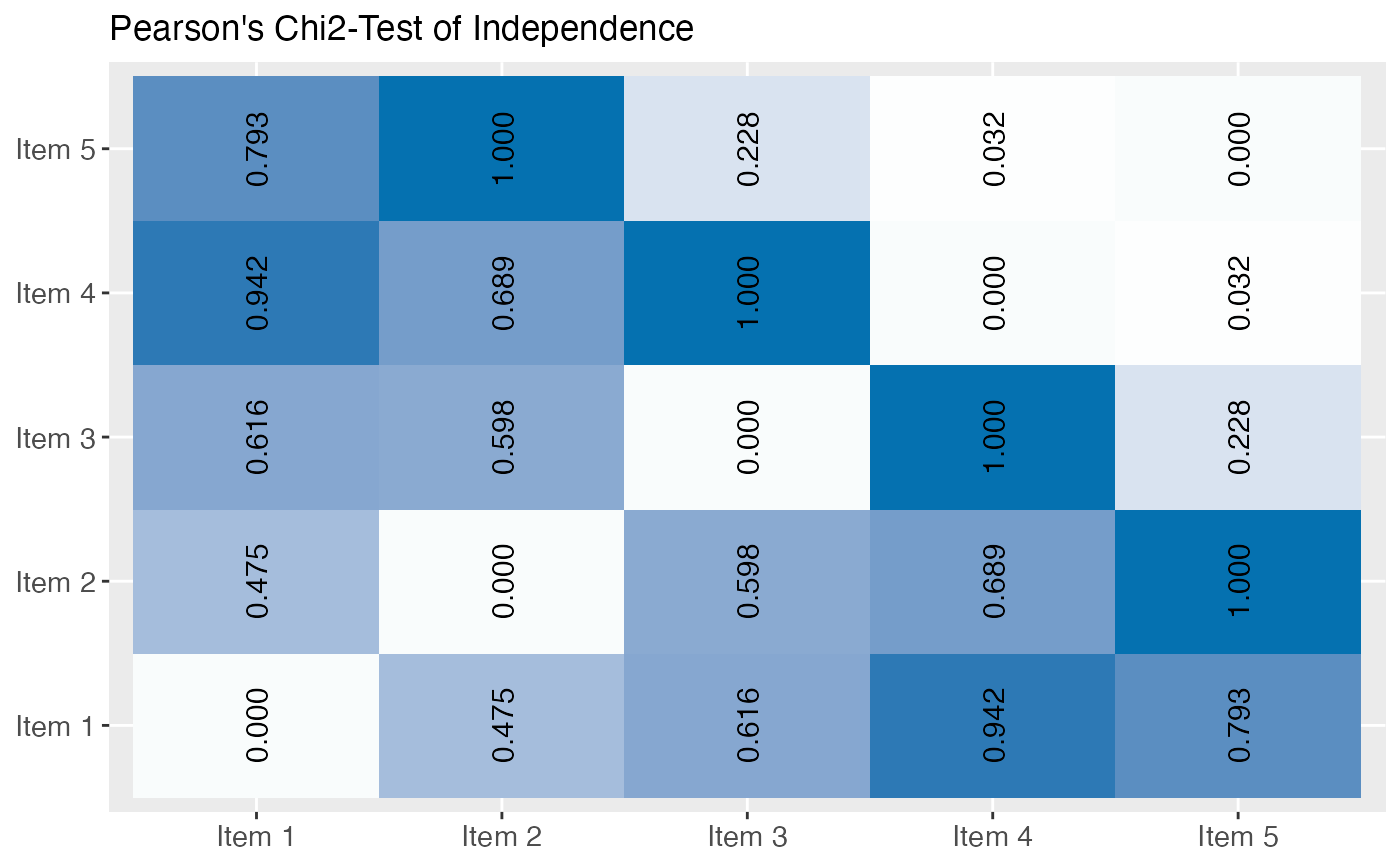 Pearson's Chi2-Test of Independence
Item 5 0.793 1.000 0.228 0.032 0.000
Item 4 0.942 0.689 1.000 0.000 0.032
Item 3 0.616 0.598 0.000 1.000 0.228
Item 2 0.475 0.000 0.598 0.689 1.000
Item 1 0.000 0.475 0.616 0.942 0.793
Item 1 Item 2 Item 3 Item 4 Item 5